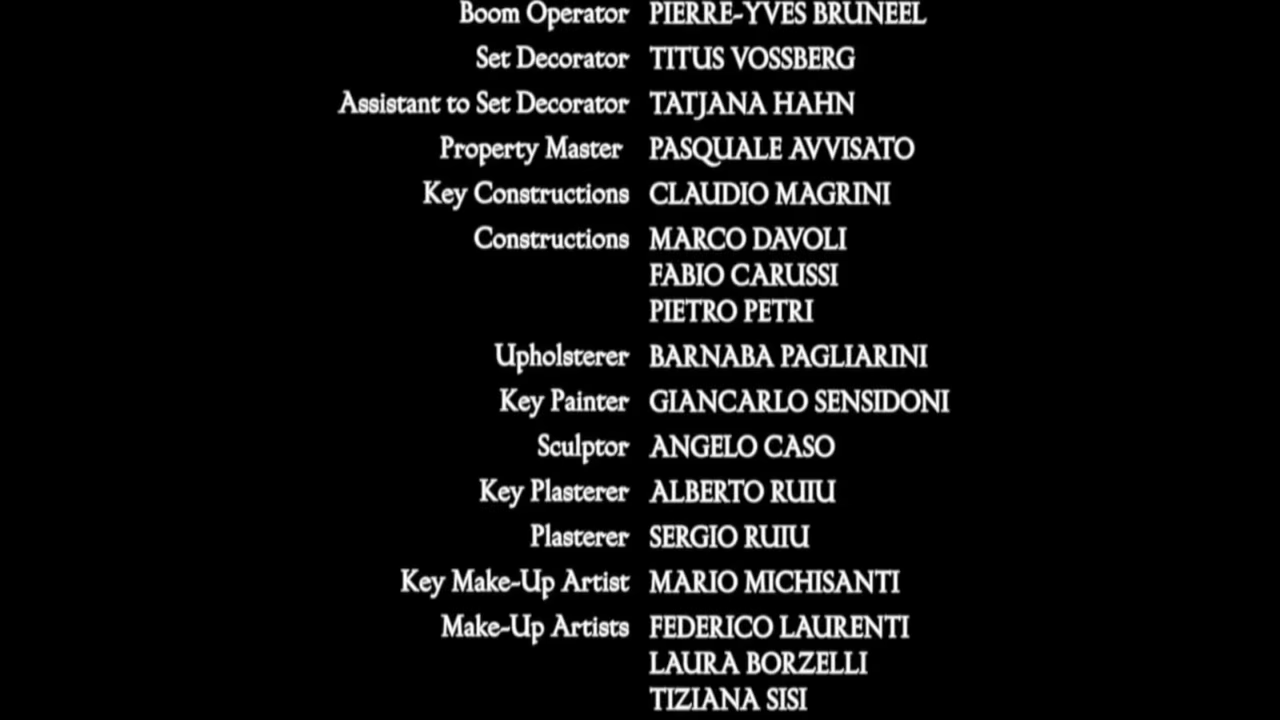 Boom Operator PIERRE-YVES BRUNEEL
Set Decorator TITUS VOSSBERG
Assistant to Set Decorator TATJANA HAHN
Property Master PASQUALE AVVISATO
Key Constructions CLAUDIO MAGRINI
Constructions MARCO DAVOLI
FABIO CARUSSI
PIETRO PETRI
Upholsterer BARNABA PAGLIARINI
Key Painter GIANCARLO SENSIDONI
Sculptor ANGELO CASO
Key Plasterer ALBERTO RUIU
Plasterer SERGIO RUIU
Key Make-Up Artist MARIO MICHISANTI
Make-Up Artists FEDERICO LAURENTI
LAURA BORZELLI
TIZIANA SISI